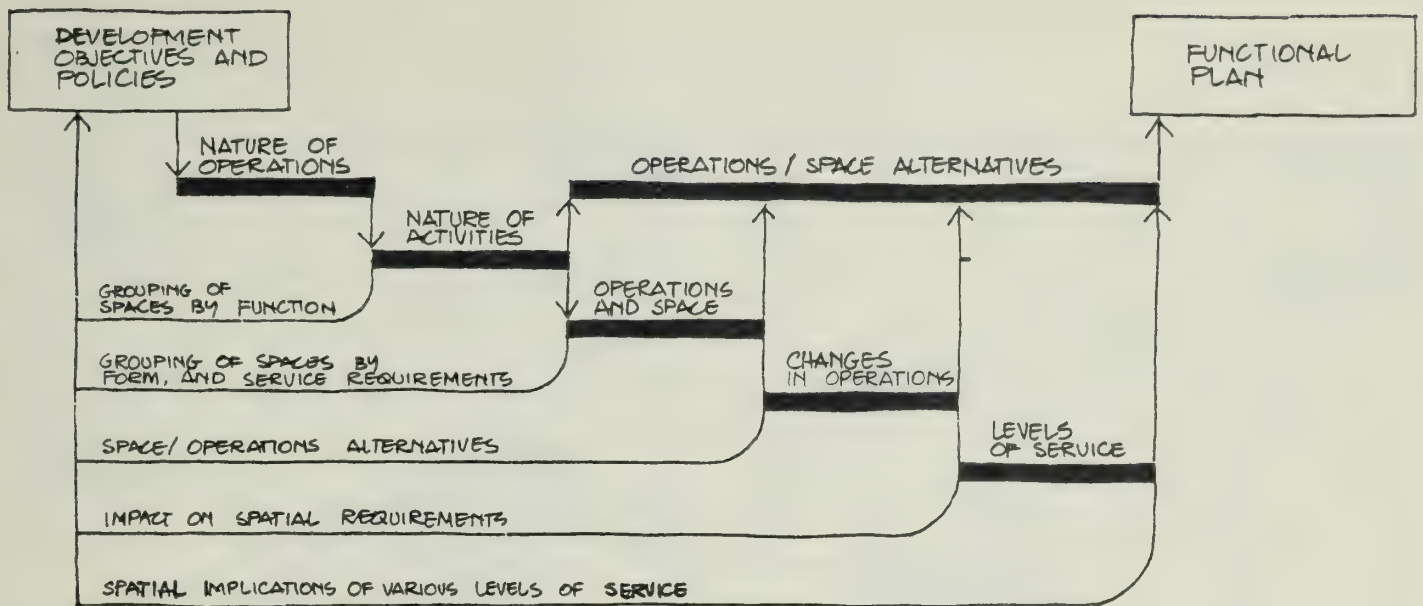 DEVELOPMENT
OBJECTIVES AND
POLICIES
FUNCTIONAL
PLAN
NATURE OF
OPERATIONS
OPERATIONS / SPACE ALTERNATIVES
NATURE OF
ACTIVITIES
GROUPING OF
SPACES BY FUNCTION
OPERATIONS
AND SPACE
GROUPING OF SPACES BY
FORM, AND SERVICE REQUIREMENTS
CHANGES
IN OPERATIONS
SPACE/OPERATIONS ALTERNATIVES
LEVELS
OF SERVICE
IMPACT ON SPATIAL REQUIREMENTS
SPATIAL IMPLICATIONS OF VARIOUS LEVELS OF SERVICE